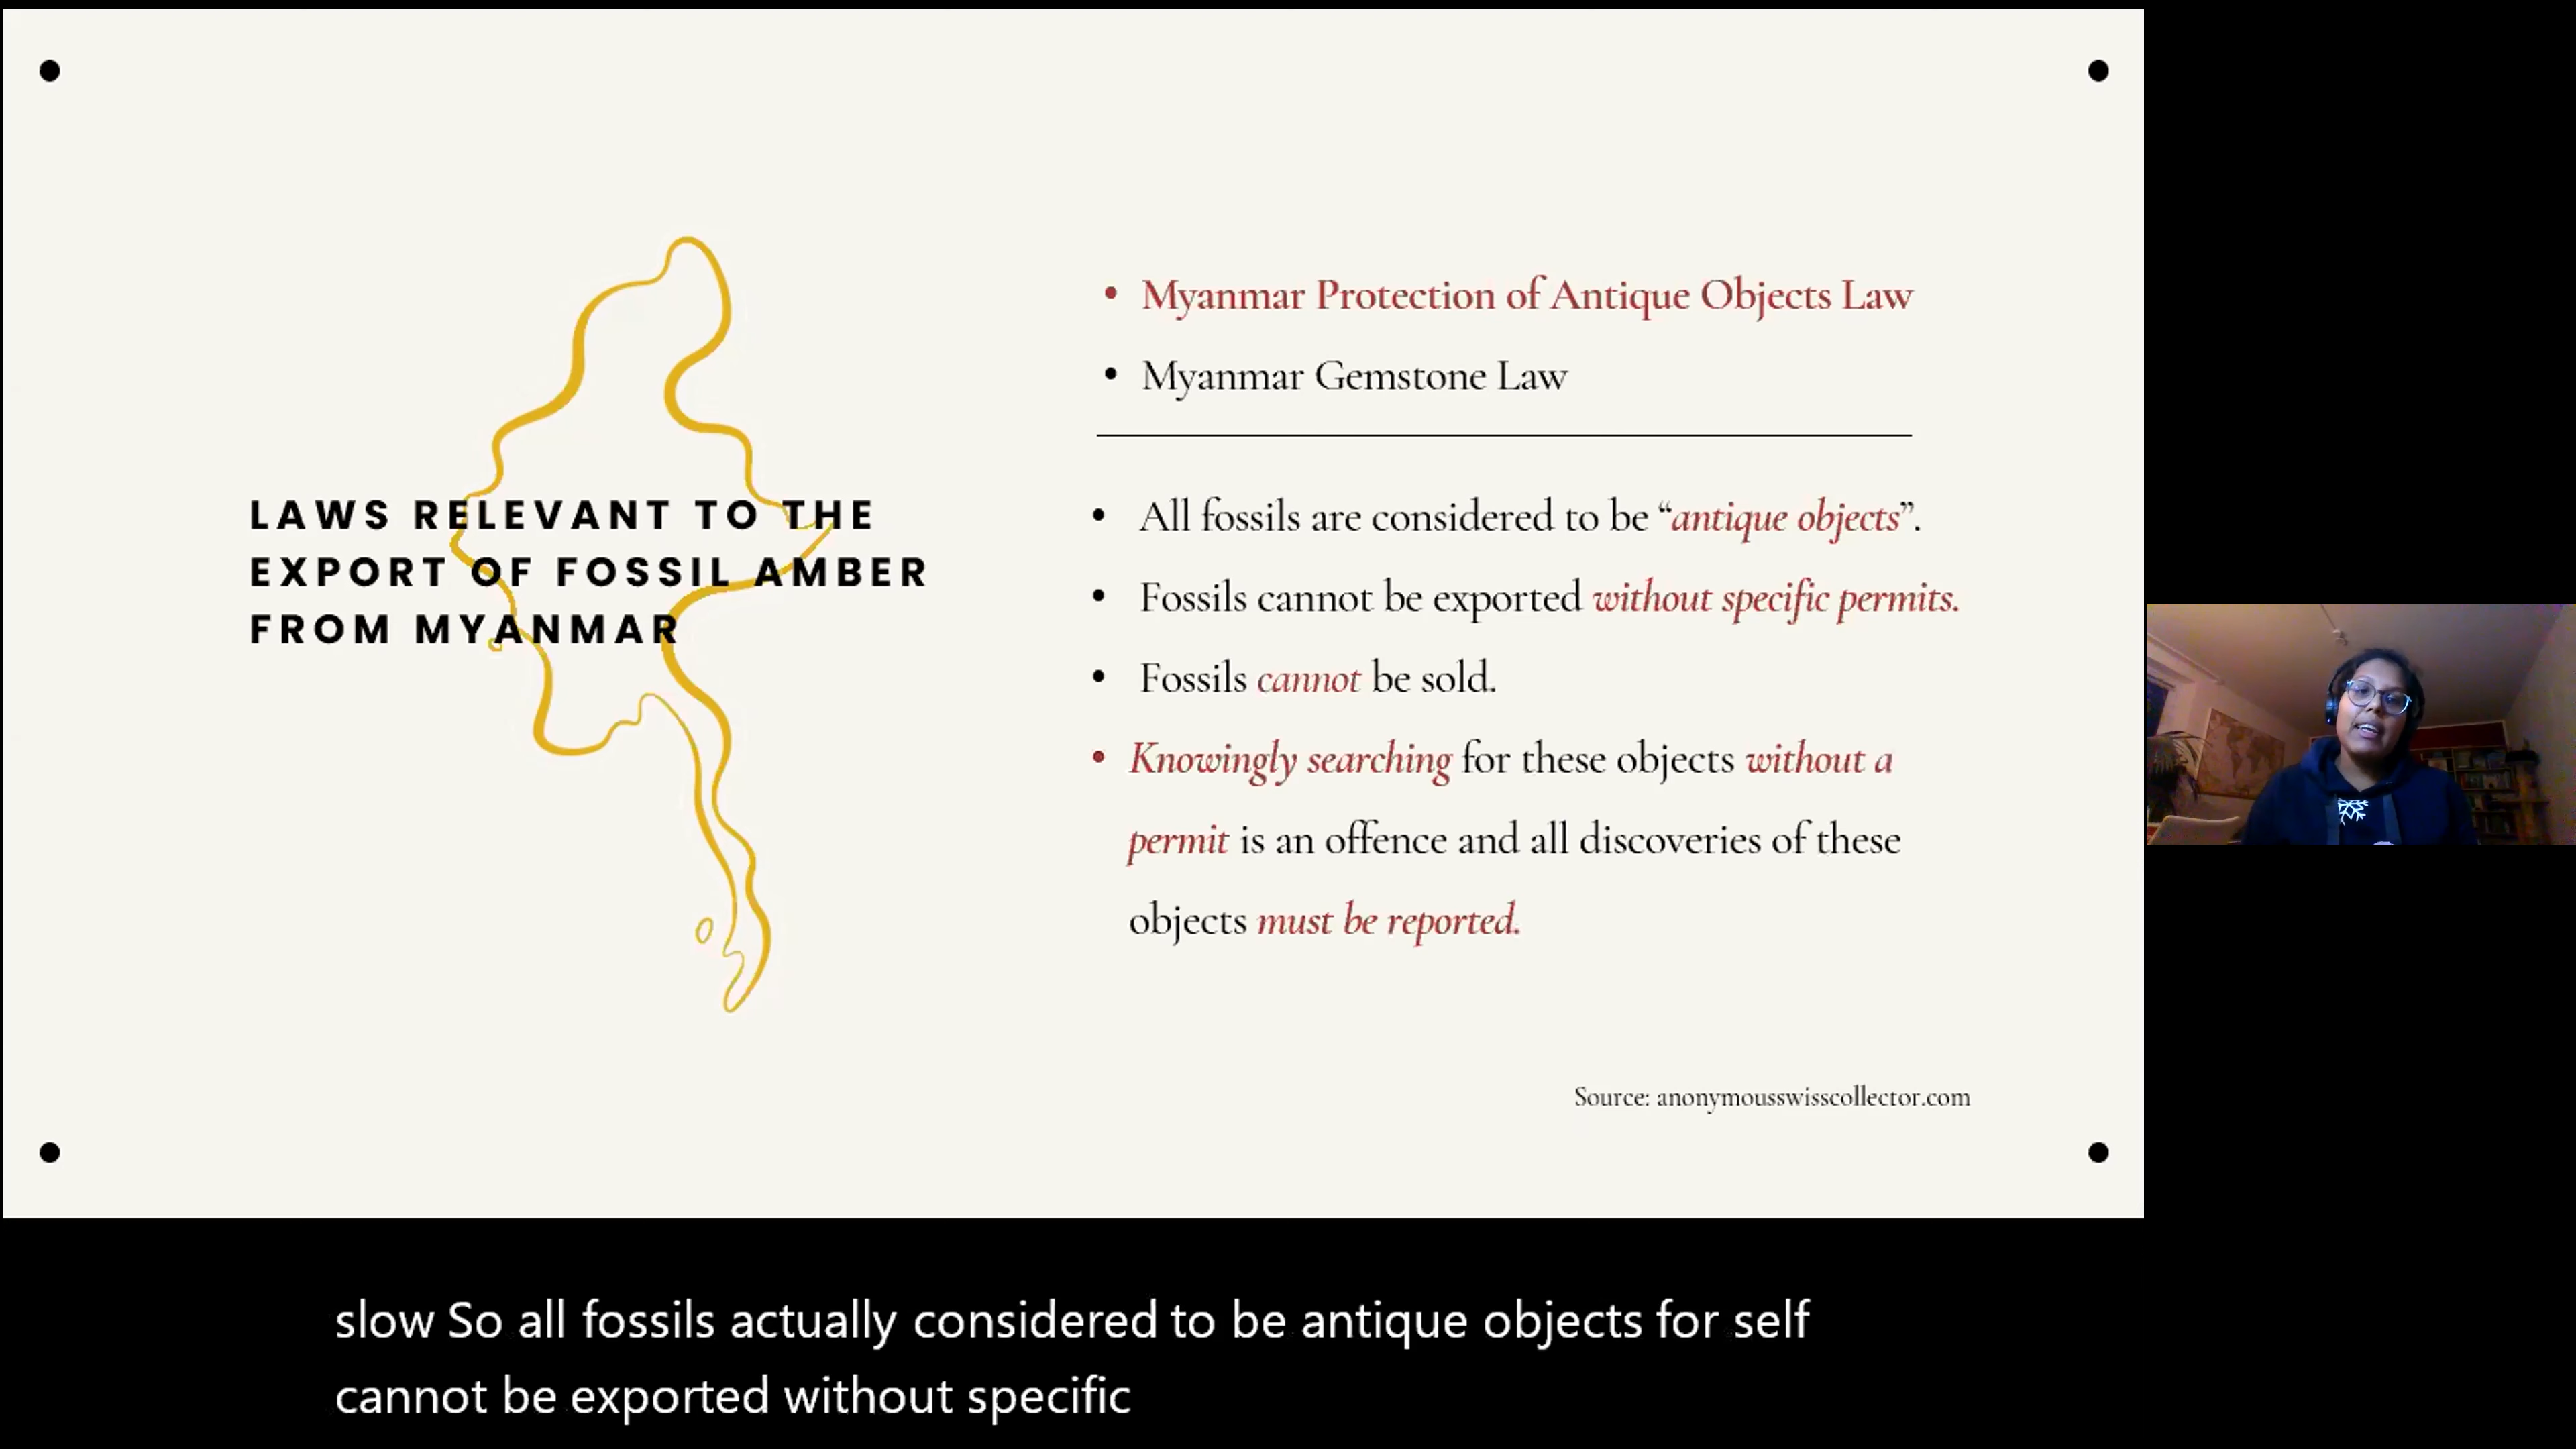 LAWS RELEVANT TO THE
EXPORT OF FOSSIL AMBER
FROM MYANMAR
• Myanmar Protection of Antique Objects Law
• Myanmar Gemstone Law
• All fossils are considered to be “antique objects”.
• Fossils cannot be exported without specific permits.
• Fossils cannot be sold.
• Knowingly searching for these objects without a
permit is an offence and all discoveries of these
objects must be reported.
Source: anonymousswisscollector.com
slow So all fossils actually considered to be antique objects for self
cannot be exported without specific